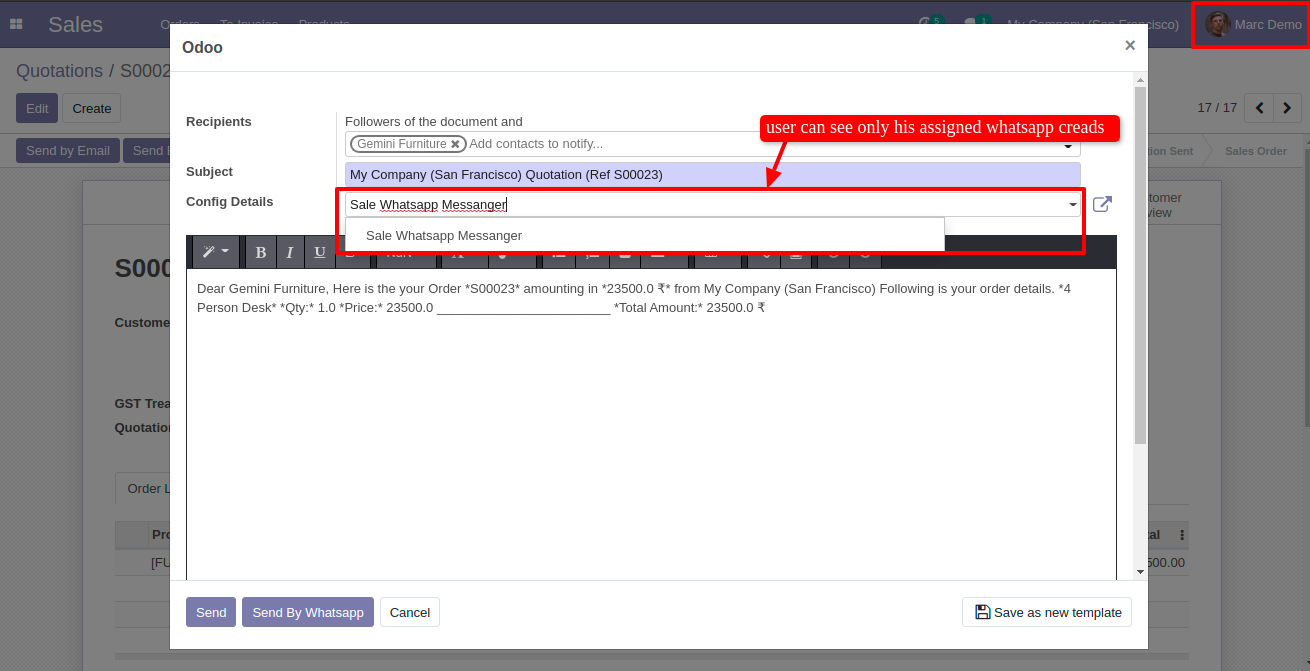 Sales
Orders To Invoice Products
5
1
My Company (San Francisco)
Marc Demo
Odoo
×
Quotations / S0002
Edit Create
17 / 17
Send by Email Send
Sales Order
Recipients
Followers of the document and
Gemini Furniture ✖ Add contacts to notify...
user can see only his assigned whatsapp creads
Subject
My Company (San Francisco) Quotation (Ref S00023)
Config Details
Sale Whatsapp Messanger
Sale Whatsapp Messanger
B I U
S000
Dear Gemini Furniture, Here is the your Order *S00023* amounting in *23500.0 ₹* from My Company (San Francisco) Following is your order details. *4
Person Desk* *Qty:* 1.0 *Price:* 23500.0 ________________________ *Total Amount:* 23500.0 ₹
Custome
GST Trea
Quotation
Order L
Pro
[FU
500.00
Send Send By Whatsapp Cancel
Save as new template